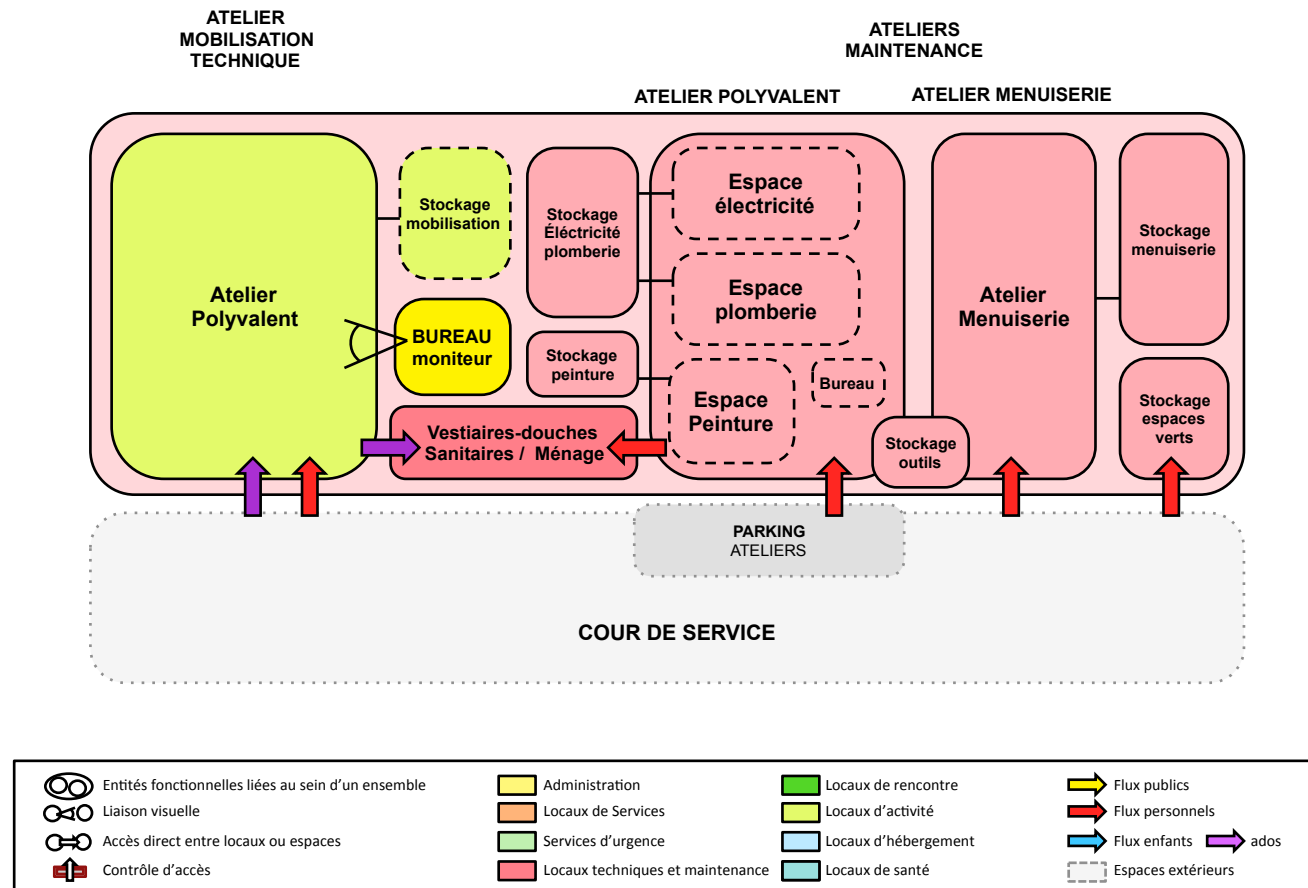 ATELIER
MOBILISATION
TECHNIQUE
ATELIERS
MAINTENANCE
ATELIER POLYVALENT
ATELIER MENUISERIE
Atelier
Polyvalent
Stockage
mobilisation
BUREAU
moniteur
Stockage
Éléctricité
plomberie
Stockage
peinture
Vestiaires-douches
Sanitaires / Ménage
Espace
électricité
Espace
plomberie
Espace
Peinture
Bureau
Stockage
outils
Atelier
Menuiserie
Stockage
menuiserie
Stockage
espaces
verts
PARKING
ATELIERS
COUR DE SERVICE
Entités fonctionnelles liées au sein d'un ensemble
Liaison visuelle
Accès direct entre locaux ou espaces
Contrôle d'accès
Administration
Locaux de Services
Services d'urgence
Locaux techniques et maintenance
Locaux de rencontre
Locaux d'activité
Locaux d'hébergement
Locaux de santé
Flux publics
Flux personnels
Flux enfants
ados
Espaces extérieurs